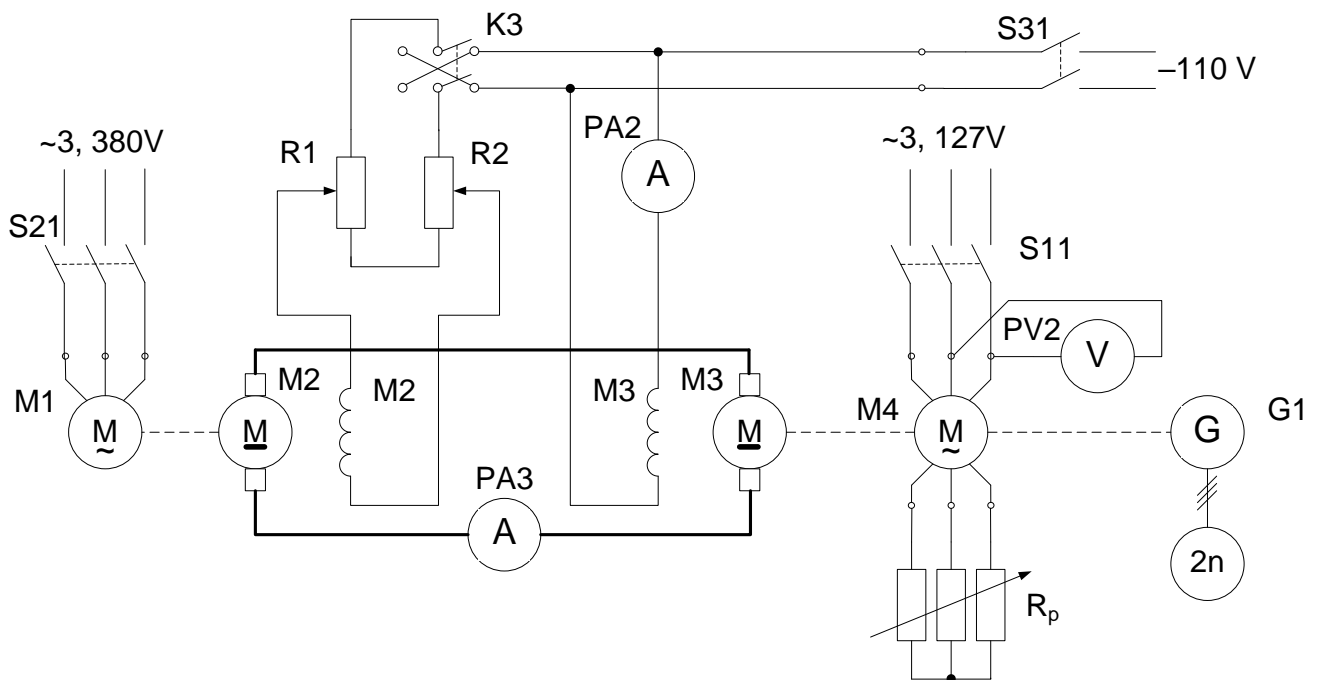 K3
S31
–110 V
~3, 380V
PA2
~3, 127V
R1
R2
A
S21
S11
PV2
V
M1
M2
M2
M3
M3
M4
G1
M
~
M
M
M
~
G
PA3
A
2n
Rp